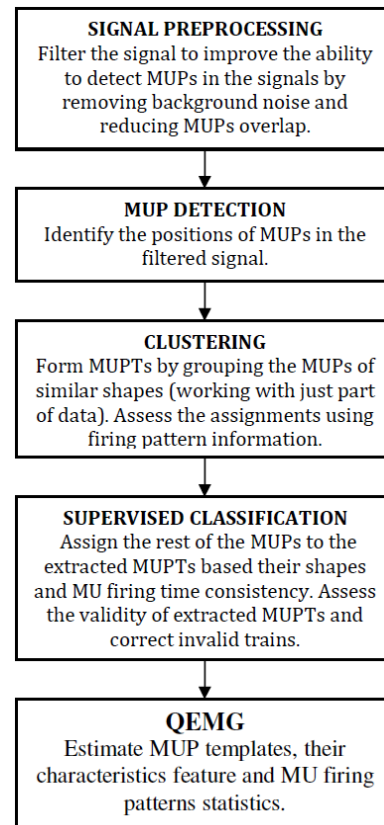 SIGNAL PREPROCESSING
Filter the signal to improve the ability
to detect MUPs in the signals by
removing background noise and
reducing MUPs overlap.
MUP DETECTION
Identify the positions of MUPs in the
filtered signal.
CLUSTERING
Form MUPTs by grouping the MUPs of
similar shapes (working with just part
of data). Assess the assignments using
firing pattern information.
SUPERVISED CLASSIFICATION
Assign the rest of the MUPs to the
extracted MUPTs based their shapes
and MU firing time consistency. Assess
the validity of extracted MUPTs and
correct invalid trains.
QEMG
Estimate MUP templates, their
characteristics feature and MU firing
patterns statistics.